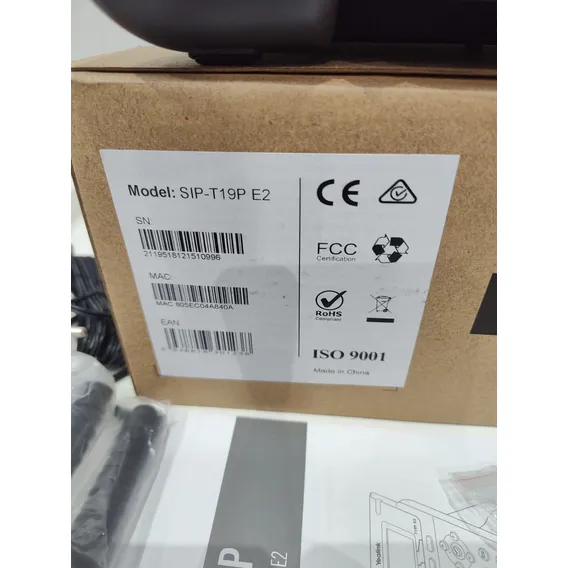 Model: SIP-T19P E2
SN:
2119518121510996
MAC:
MAC 805EC04A840A
EAN
CE
FCC
Certification
RoHS
Compliant
ISO 9001
Made in China
P
E2
Yealink